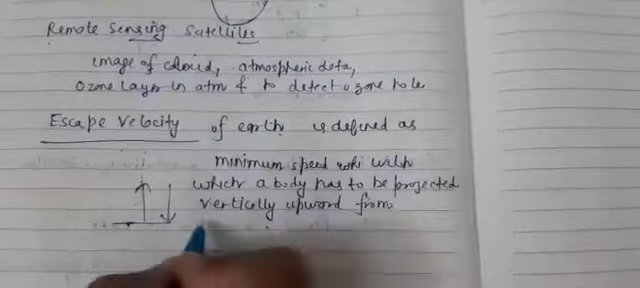 Remote Sensing Satellites
image of cloud, atmospheric data,
Ozone Layer in atm & to detect ozone hole
Escape Velocity of earth is defined as
minimum speed with
which a body has to be projected
vertically upward from